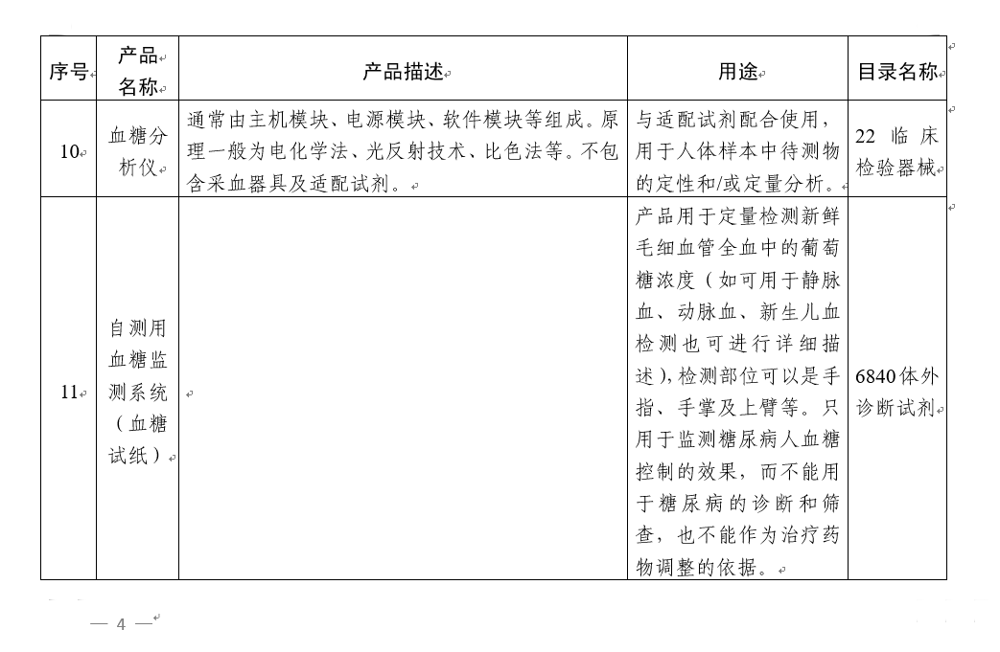 序号 产品名称 产品描述 用途 目录名称
10 血糖分析仪
通常由主机模块、电源模块、软件模块等组成。原
理一般为电化学法、光反射技术、比色法等。不包
含采血器具及适配试剂。
与适配试剂配合使用，
用于人体样本中待测物
的定性和/或定量分析。
22 临床
检验器械
11
自测用
血糖监
测系统
（血糖
试纸）
产品用于定量检测新鲜
毛细血管全血中的葡萄
糖浓度（如可用于静脉
血、动脉血、新生儿血
检测也可进行详细描
述），检测部位可以是手
指、手掌及上臂等。只
用于监测糖尿病人血糖
控制的效果，而不能用
于糖尿病的诊断和筛
查，也不能作为治疗药
物调整的依据。
6840体外
诊断试剂
— 4 —